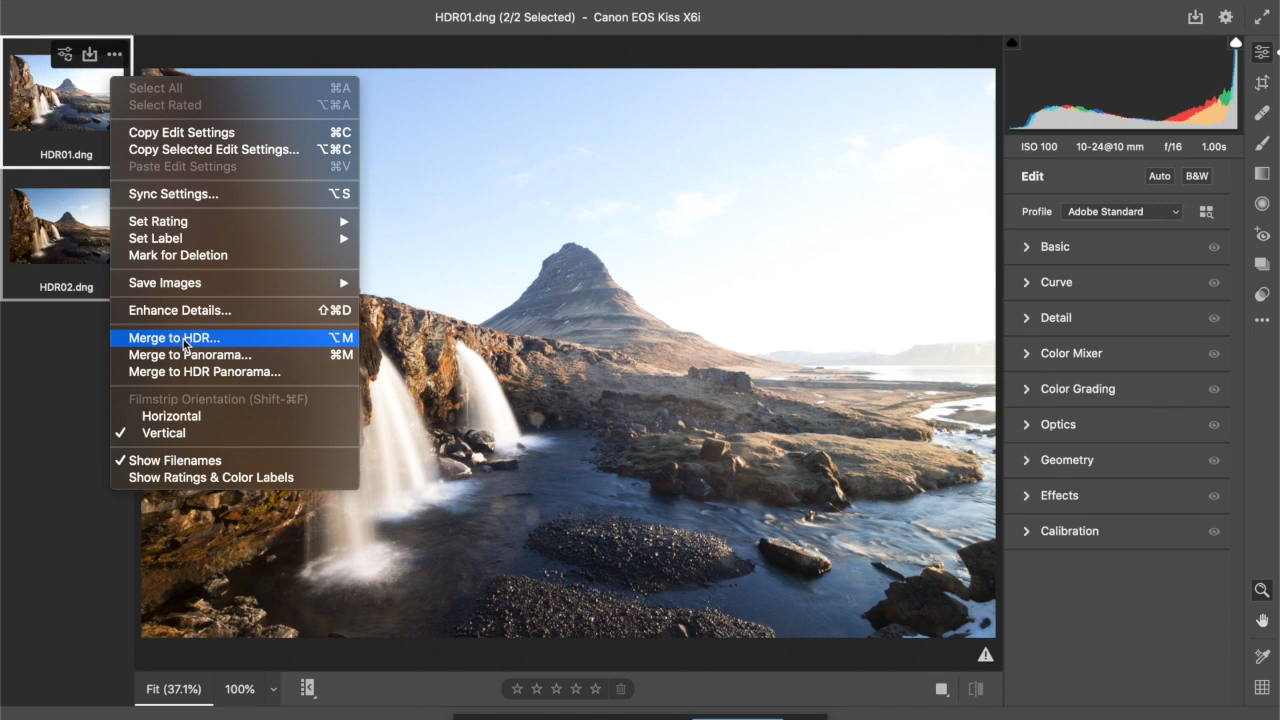 HDR01.dng (2/2 Selected) - Canon EOS Kiss X6i
HDR01.dng
HDR02.dng
Select All ⌘A
Select Rated ⌥⌘A
Copy Edit Settings ⌘C
Copy Selected Edit Settings... ⌥⌘C
Paste Edit Settings ⌘V
Sync Settings... ⌥S
Set Rating
Set Label
Mark for Deletion
Save Images
Enhance Details... ⇧⌘D
Merge to HDR... ⌥M
Merge to Panorama... ⌘M
Merge to HDR Panorama...
Filmstrip Orientation (Shift-⌘F)
Horizontal
Vertical
Show Filenames
Show Ratings & Color Labels
ISO 100 10-24@10 mm f/16 1.00s
Edit Auto B&W
Profile Adobe Standard
Basic
Curve
Detail
Color Mixer
Color Grading
Optics
Geometry
Effects
Calibration
Fit (37.1%) 100%